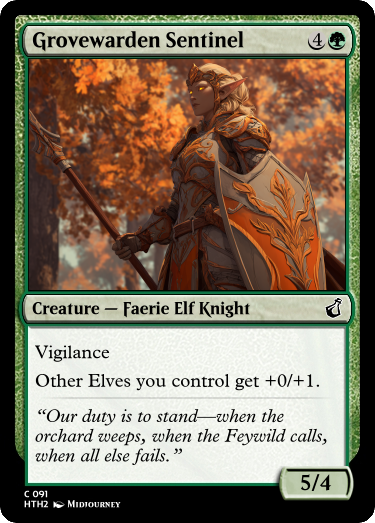 Grovewarden Sentinel 4
Creature — Faerie Elf Knight
Vigilance
Other Elves you control get +0/+1.
“Our duty is to stand—when the
orchard weeps, when the Feywild calls,
when all else fails.”
5/4
C 091
HTH2 Midjourney